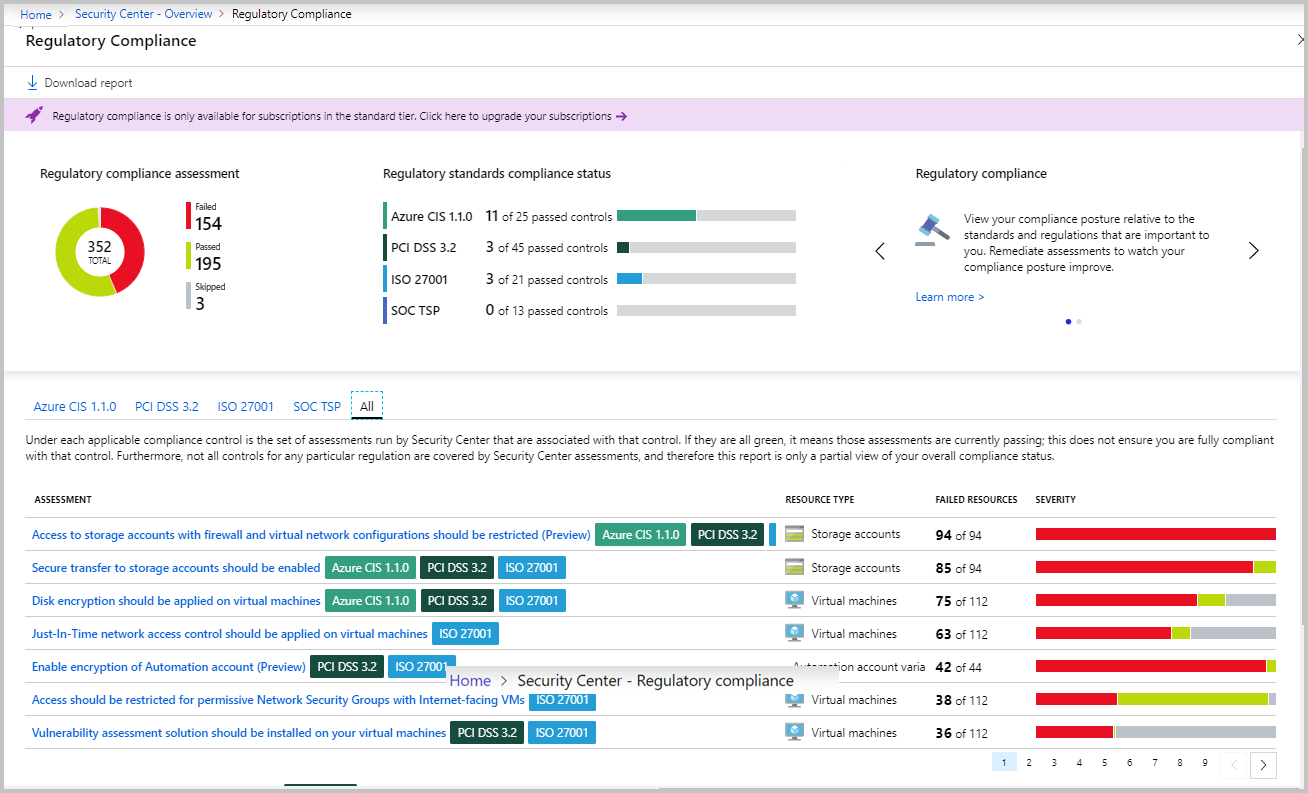 Home > Security Center - Overview > Regulatory Compliance
Regulatory Compliance
Download report
Regulatory compliance is only available for subscriptions in the standard tier. Click here to upgrade your subscriptions →
Regulatory compliance assessment
352
TOTAL
Failed
154
Passed
195
Skipped
3
Regulatory standards compliance status
Azure CIS 1.1.0 11 of 25 passed controls
PCI DSS 3.2 3 of 45 passed controls
ISO 27001 3 of 21 passed controls
SOC TSP 0 of 13 passed controls
Regulatory compliance
View your compliance posture relative to the
standards and regulations that are important to
you. Remediate assessments to watch your
compliance posture improve.
Learn more >
Azure CIS 1.1.0 PCI DSS 3.2 ISO 27001 SOC TSP All
Under each applicable compliance control is the set of assessments run by Security Center that are associated with that control. If they are all green, it means those assessments are currently passing; this does not ensure you are fully compliant
with that control. Furthermore, not all controls for any particular regulation are covered by Security Center assessments, and therefore this report is only a partial view of your overall compliance status.
ASSESSMENT RESOURCE TYPE FAILED RESOURCES SEVERITY
Access to storage accounts with firewall and virtual network configurations should be restricted (Preview) Azure CIS 1.1.0 PCI DSS 3.2 Storage accounts 94 of 94
Secure transfer to storage accounts should be enabled Azure CIS 1.1.0 PCI DSS 3.2 ISO 27001 Storage accounts 85 of 94
Disk encryption should be applied on virtual machines Azure CIS 1.1.0 PCI DSS 3.2 ISO 27001 Virtual machines 75 of 112
Just-In-Time network access control should be applied on virtual machines ISO 27001 Virtual machines 63 of 112
Enable encryption of Automation account (Preview) PCI DSS 3.2 ISO 27001 Automation account varia 42 of 44
Home > Security Center - Regulatory compliance
Access should be restricted for permissive Network Security Groups with Internet-facing VMs ISO 27001 Virtual machines 38 of 112
Vulnerability assessment solution should be installed on your virtual machines PCI DSS 3.2 ISO 27001 Virtual machines 36 of 112
1 2 3 4 5 6 7 8 9 < >